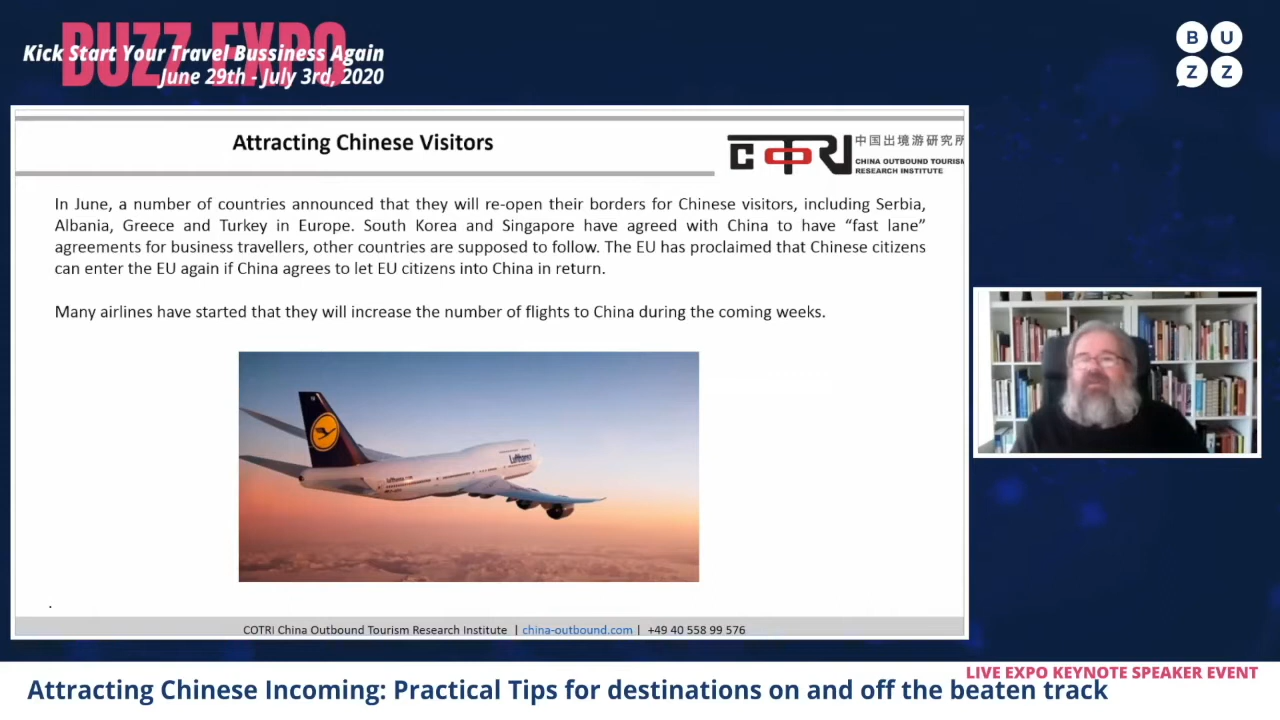 BUZZ EXPO
Kick Start Your Travel Bussiness Again
June 29th - July 3rd, 2020
B U
Z Z
Attracting Chinese Visitors
COTRI
中国出境游研究所
CHINA OUTBOUND TOURISM
RESEARCH INSTITUTE
In June, a number of countries announced that they will re-open their borders for Chinese visitors, including Serbia,
Albania, Greece and Turkey in Europe. South Korea and Singapore have agreed with China to have “fast lane”
agreements for business travellers, other countries are supposed to follow. The EU has proclaimed that Chinese citizens
can enter the EU again if China agrees to let EU citizens into China in return.
Many airlines have started that they will increase the number of flights to China during the coming weeks.
Lufthansa
.
COTRI China Outbound Tourism Research Institute | china-outbound.com | +49 40 558 99 576
LIVE EXPO KEYNOTE SPEAKER EVENT
Attracting Chinese Incoming: Practical Tips for destinations on and off the beaten track